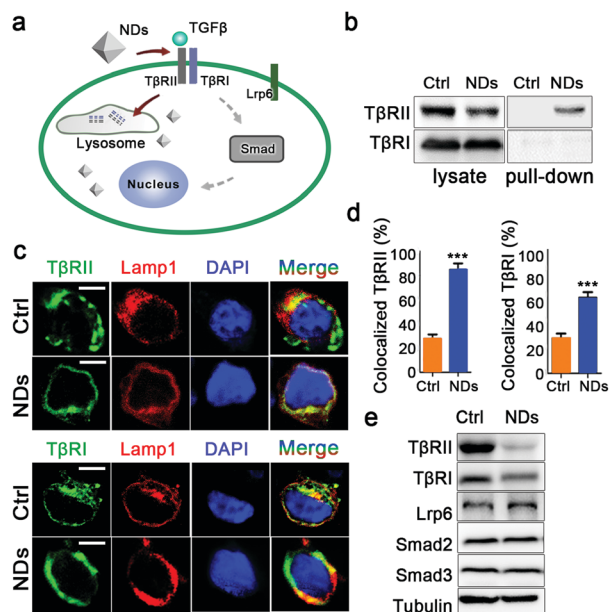 a
NDs
TGFβ
TβRII
TβRI
Lrp6
Lysosome
Smad
Nucleus
b
Ctrl NDs Ctrl NDs
TβRII
TβRI
lysate pull-down
c
TβRII Lamp1 DAPI Merge
Ctrl
NDs
TβRI Lamp1 DAPI Merge
Ctrl
NDs
d
Colocalized TβRII (%)
100
80
60
40
20
0
***
Ctrl
NDs
Colocalized TβRI (%)
100
80
60
40
20
0
***
Ctrl
NDs
e
Ctrl NDs
TβRII
TβRI
Lrp6
Smad2
Smad3
Tubulin